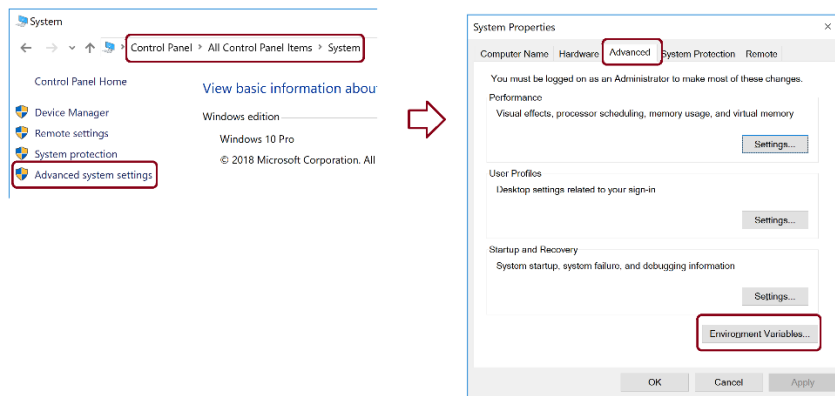 System
Control Panel > All Control Panel Items > System
Control Panel Home
Device Manager
Remote settings
System protection
Advanced system settings
View basic information abou
Windows edition
Windows 10 Pro
© 2018 Microsoft Corporation. All
System Properties
Computer Name Hardware Advanced System Protection Remote
You must be logged on as an Administrator to make most of these changes.
Performance
Visual effects, processor scheduling, memory usage, and virtual memory
Settings...
User Profiles
Desktop settings related to your sign-in
Settings...
Startup and Recovery
System startup, system failure, and debugging information
Settings...
Environment Variables...
OK Cancel Apply